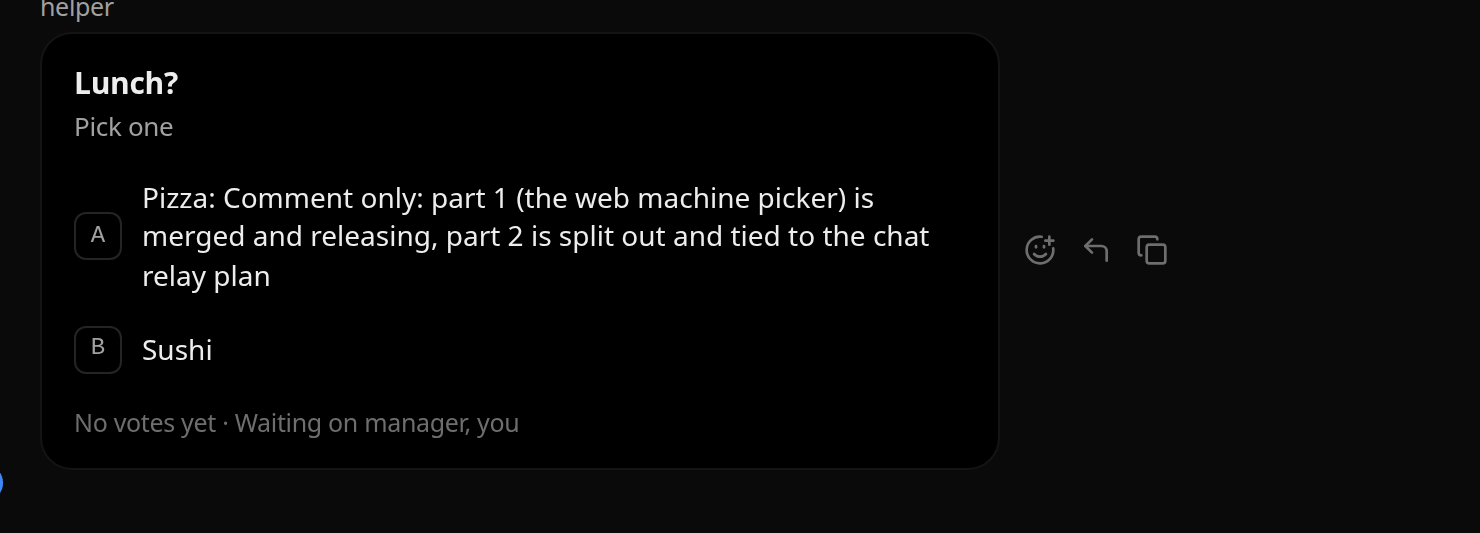 helper
Lunch?
Pick one
A
Pizza: Comment only: part 1 (the web machine picker) is
merged and releasing, part 2 is split out and tied to the chat
relay plan
B
Sushi
No votes yet · Waiting on manager, you